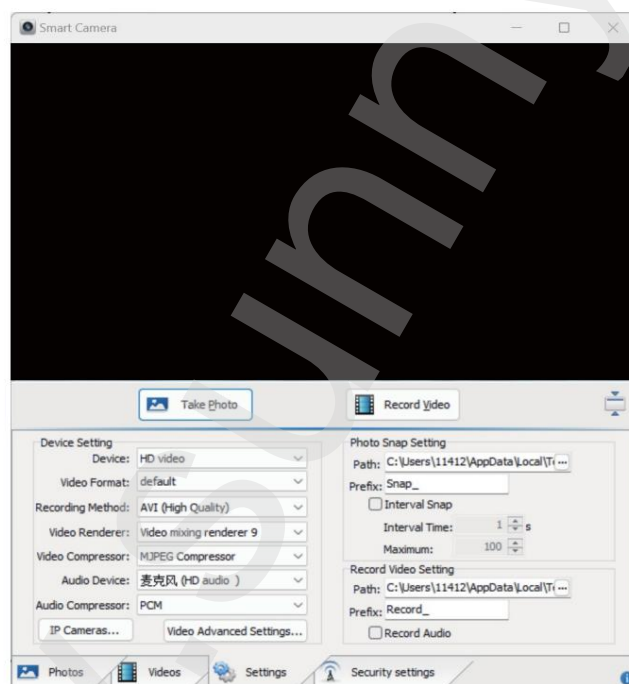 Smart Camera
Take Photo
Record Video
Device Setting
Device: HD video
Video Format: default
Recording Method: AVI (High Quality)
Video Renderer: Video mixing renderer 9
Video Compressor: MJPEG Compressor
Audio Device: 麦克风 (HD audio )
Audio Compressor: PCM
IP Cameras...
Video Advanced Settings...
Photo Snap Setting
Path: C:\Users\11412\AppData\Local\T ...
Prefix: Snap_
Interval Snap
Interval Time: 1 s
Maximum: 100
Record Video Setting
Path: C:\Users\11412\AppData\Local\T ...
Prefix: Record_
Record Audio
Photos
Videos
Settings
Security settings
sunny